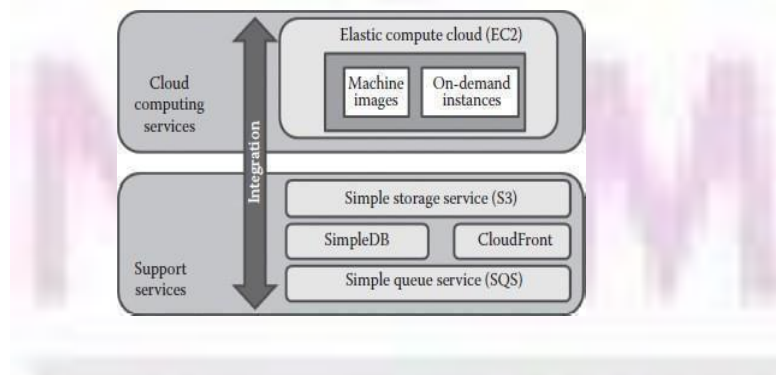 Elastic compute cloud (EC2)
Cloud
computing
services
Machine
images
On-demand
instances
Integration
Simple storage service (S3)
SimpleDB
CloudFront
Support
services
Simple queue service (SQS)